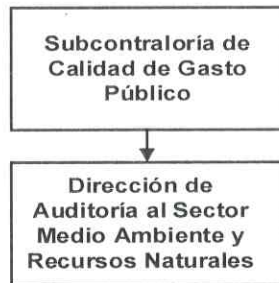 Subcontraloría de
Calidad de Gasto
Público
Dirección de
Auditoría al Sector
Medio Ambiente y
Recursos Naturales